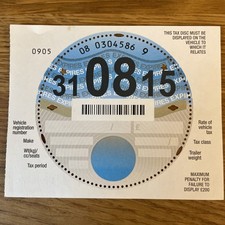 0905
08 0304586 9
THIS TAX DISC MUST BE
DISPLAYED ON THE
VEHICLE TO
WHICH IT
RELATES
EXPIRES
31 08 15
Vehicle
registration
number
Make
Wt(kg)/
cc/seats
Tax period
Rate of
vehicle
tax
Tax class
Trailer
weight
MAXIMUM
PENALTY FOR
FAILURE TO
DISPLAY £200